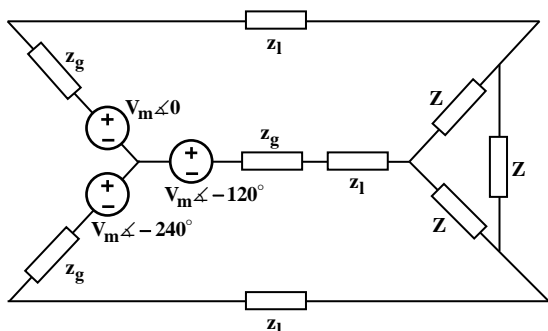 z_l
z_g
V_m∡0
+
−
Z
z_g
+
−
Z
z_l
V_m∡−120°
+
−
V_m∡−240°
Z
z_g
z_l